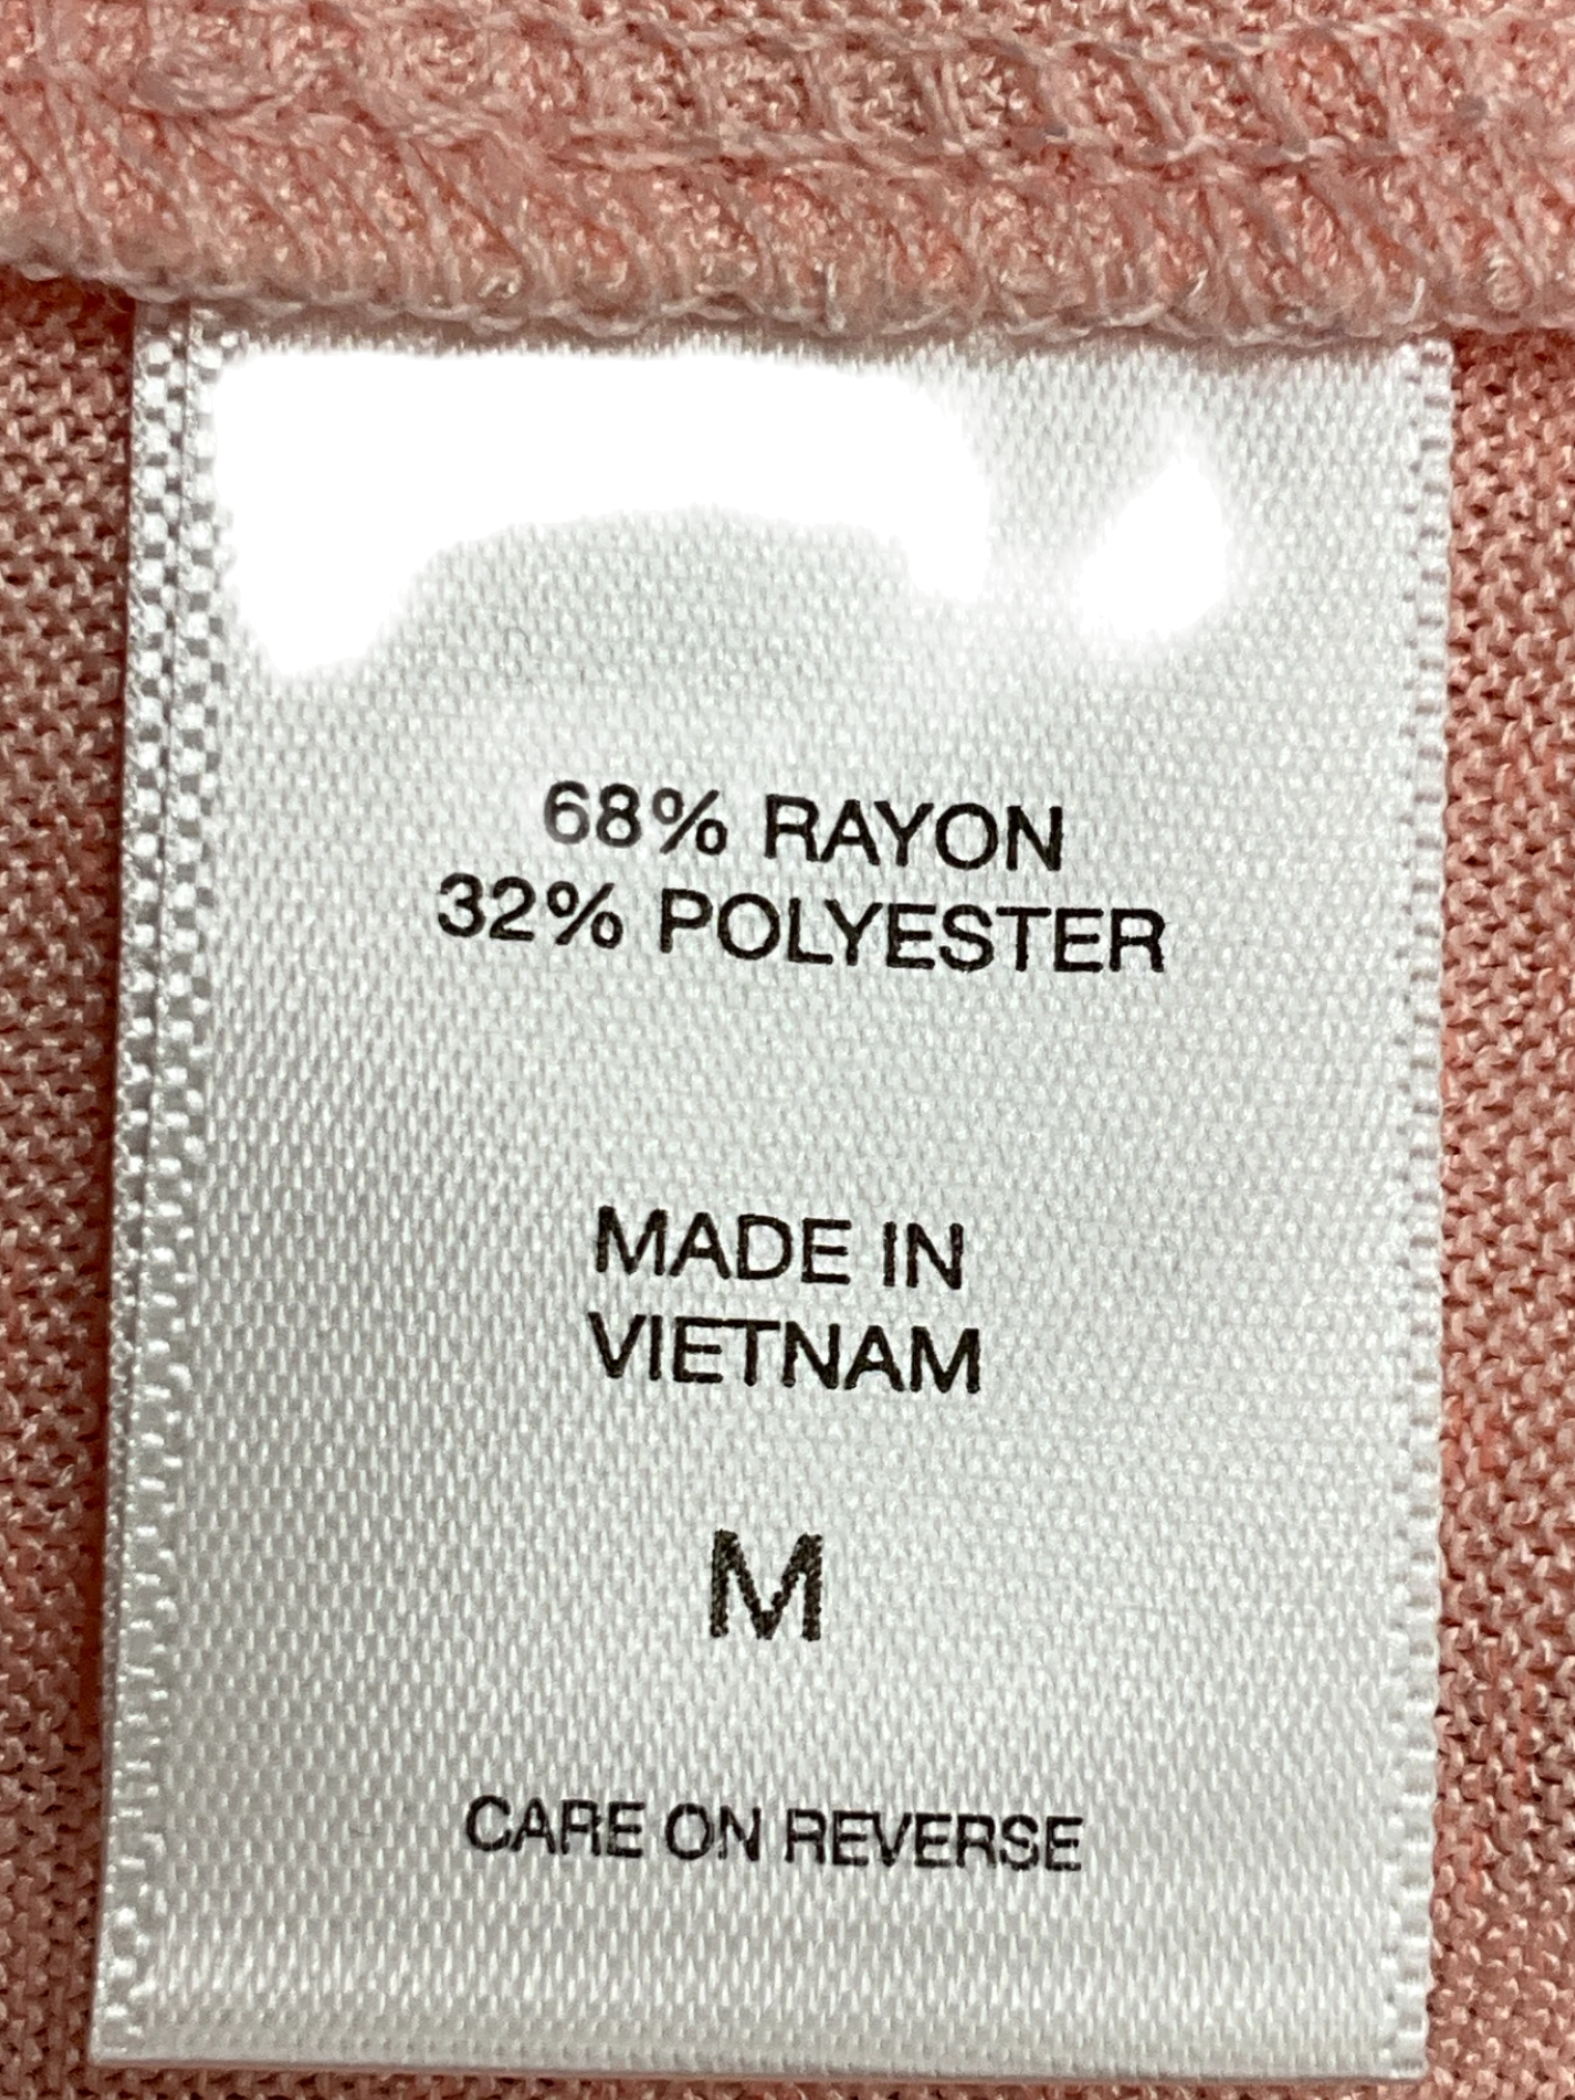 68% RAYON
32% POLYESTER
MADE IN
VIETNAM
M
CARE ON REVERSE